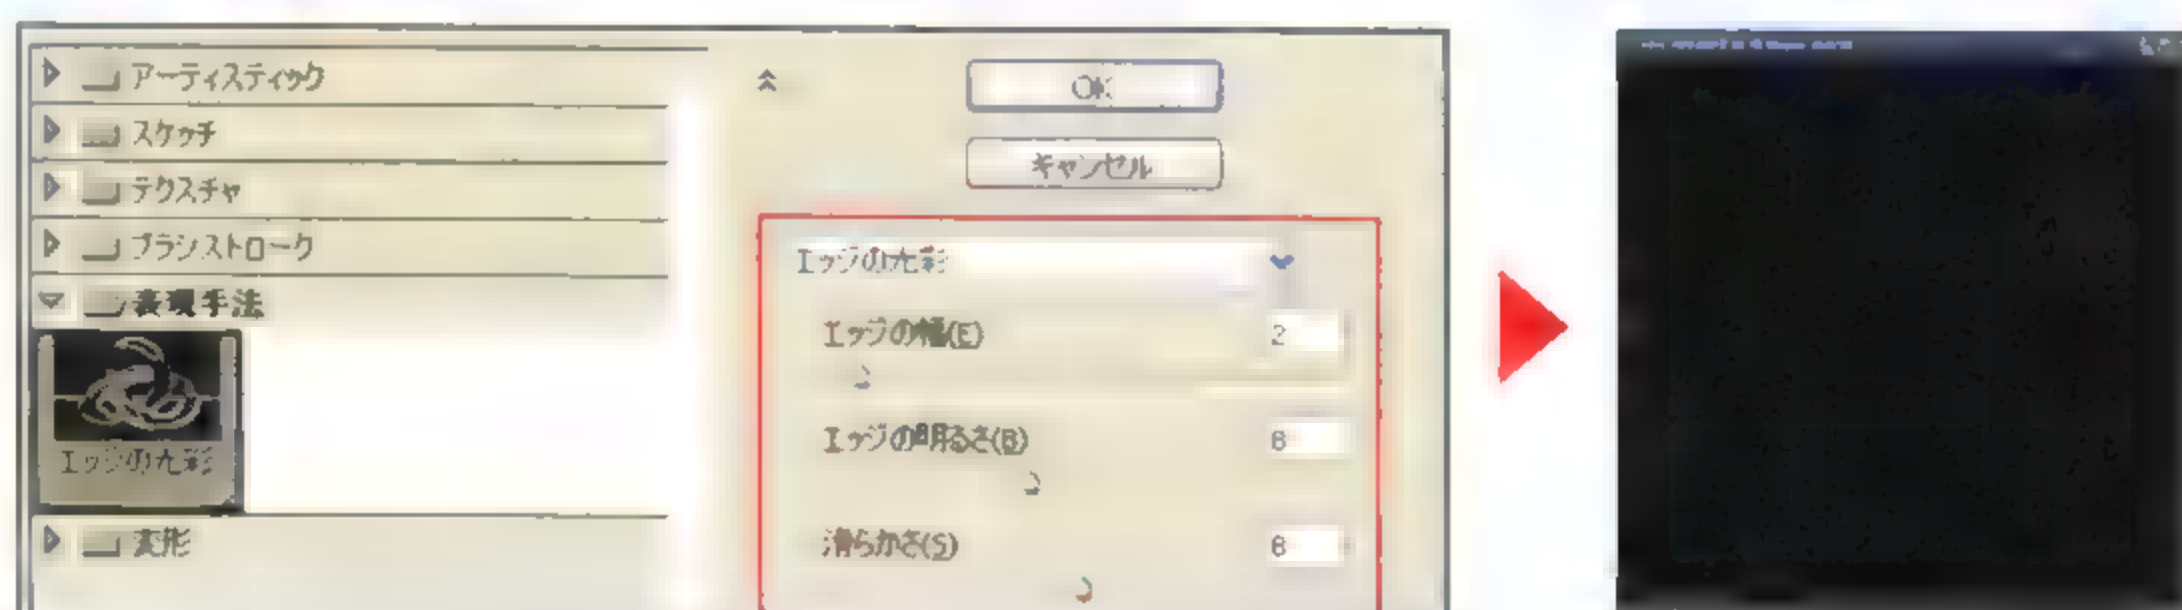 アーティスティック
スケッチ
テクスチャ
ブラシストローク
表現手法
エッジの光彩
変形
OK
キャンセル
エッジの光彩
エッジの幅(E) 2
エッジの明るさ(B) 6
滑らかさ(S)